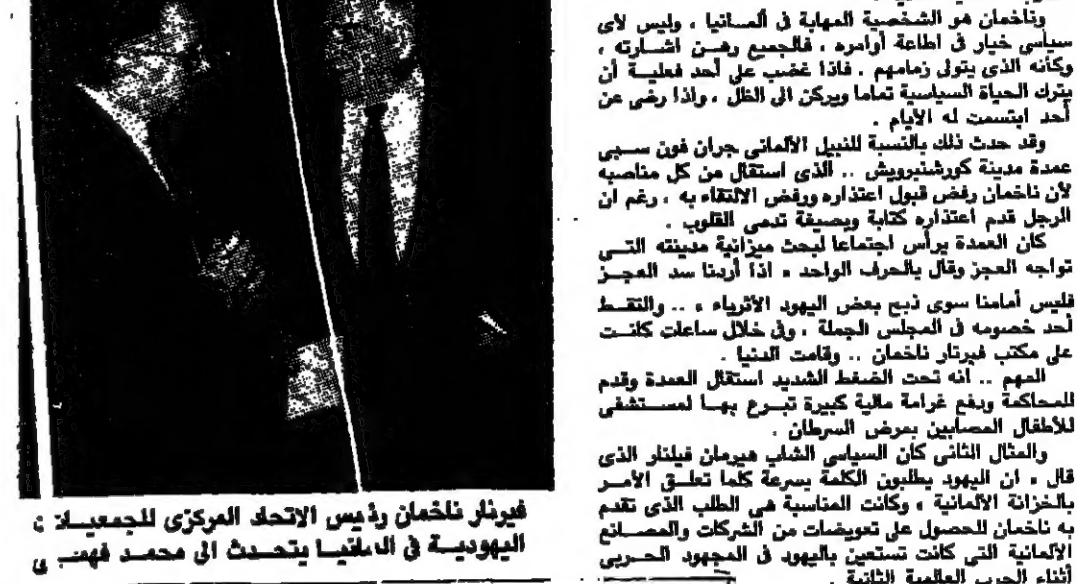 وناخمان هو الشخصية المهابة فى ألمانيا ، وليس لأى
سياسى خيار فى اطاعة أوامره ، فالجميع رهن اشارته ،
وكأنه الذى يتولى زمامهم . فاذا غضب على أحد فعليه أن
يترك الحياة السياسية تماما ويركن الى الظل ، واذا رضى عن
أحد ابتسمت له الأيام .
وقد حدث ذلك بالنسبة للنبيل الألمانى جران فون سبى
عمدة مدينة كورشنبرويش .. الذى استقال من كل مناصبه
لأن ناخمان رفض قبول اعتذاره ورفض الالتقاء به ، رغم أن
الرجل قدم اعتذاره كتابة وبصيغة تدمى القلوب .
كان العمدة يرأس اجتماعا لبحث ميزانية مدينته التى
تواجه العجز وقال بالحرف الواحد « اذا أردنا سد العجز
فليس أمامنا سوى ذبح بعض اليهود الأثرياء » .. والتقط
أحد خصومه فى المجلس الجملة ، وفى خلال ساعات كانت
على مكتب فيرنار ناخمان .. وقامت الدنيا .
المهم .. انه تحت الضغط الشديد استقال العمدة وقدم
للمحاكمة ودفع غرامة مالية كبيرة تبرع بها لمستشفى
للأطفال المصابين بمرض السرطان .
والمثال الثانى كان السياسى الشاب هيرمان فيلنار الذى
قال « ان اليهود يطلبون الكلمة بسرعة كلما تعلق الأمر
بالخزانة الألمانية » وكانت المناسبة هى الطلب الذى تقدم
به ناخمان للحصول على تعويضات من الشركات والمصانع
الألمانية التى كانت تستعين باليهود فى المجهود الحربى
أثناء الحرب العالمية الثانية .
فيرنار ناخمان رئيس الاتحاد المركزى للجمعيات
اليهودية فى المانيا يتحدث الى محمد فهمى